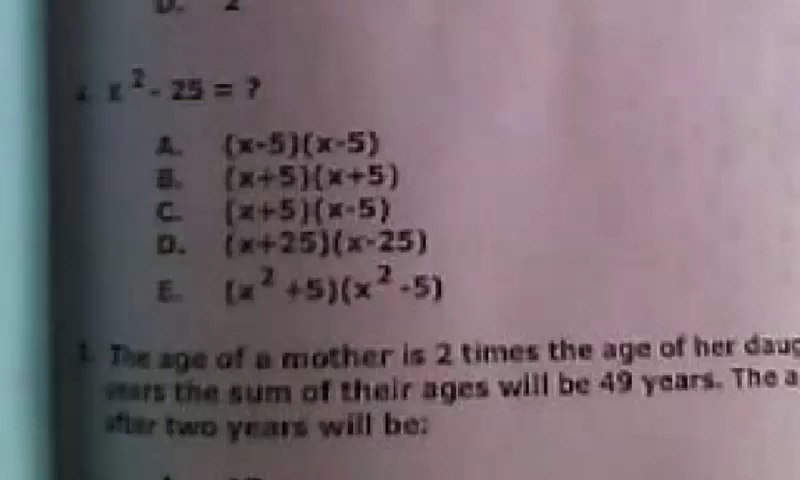 D. 2
x² - 25 = ?
A. (x-5)(x-5)
B. (x+5)(x+5)
C. (x+5)(x-5)
D. (x+25)(x-25)
E. (x² +5)(x² -5)
The age of a mother is 2 times the age of her
years the sum of their ages will be 49 years. The
after two years will be: